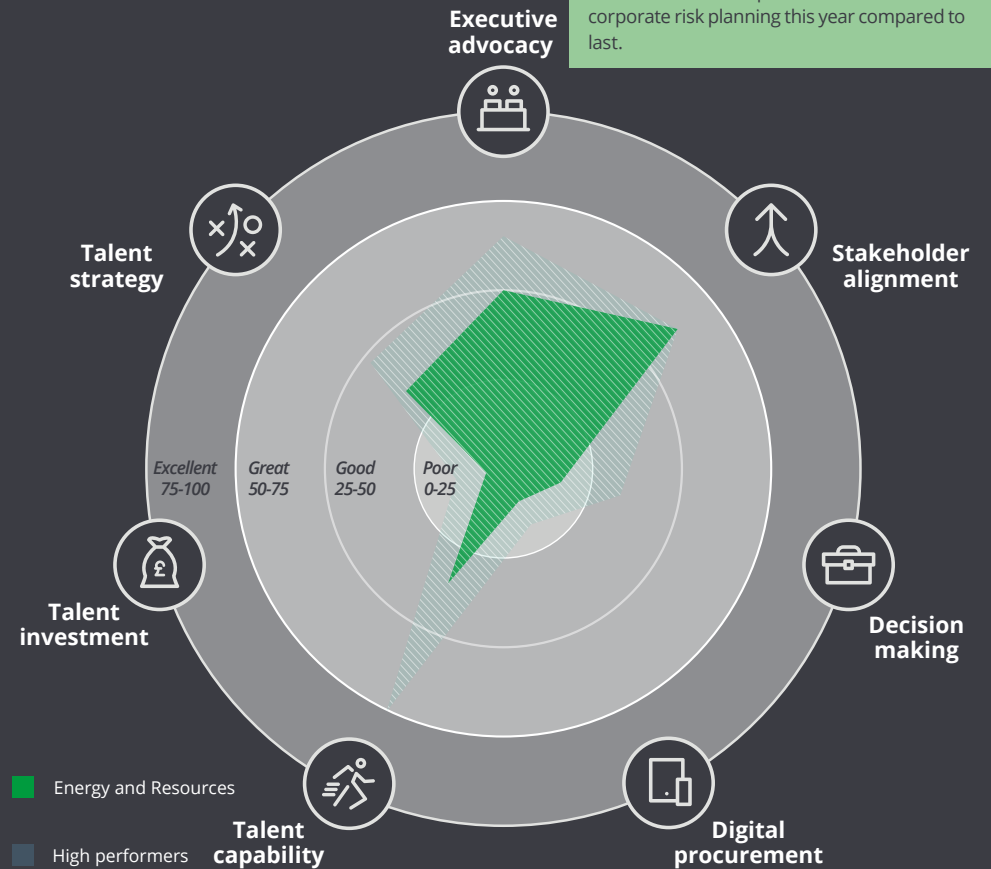 corporate risk planning this year compared to
last.
Executive
advocacy
Stakeholder
alignment
Talent
strategy
Excellent
75-100
Great
50-75
Good
25-50
Poor
0-25
£
Talent
investment
Decision
making
Energy and Resources
High performers
Talent
capability
Digital
procurement